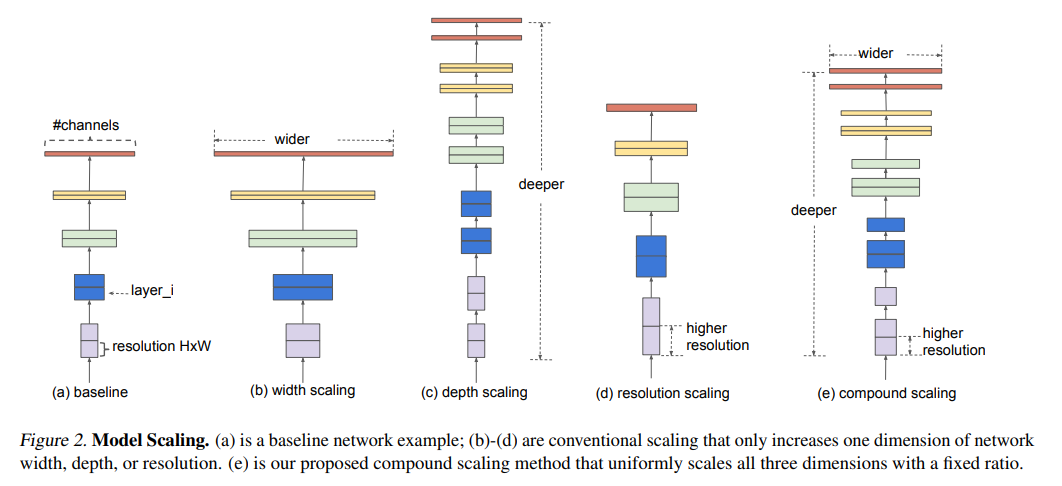 #channels
layer_i
resolution HxW
(a) baseline
wider
(b) width scaling
deeper
(c) depth scaling
higher
resolution
(d) resolution scaling
wider
deeper
higher
resolution
(e) compound scaling
Figure 2. Model Scaling. (a) is a baseline network example; (b)-(d) are conventional scaling that only increases one dimension of network
width, depth, or resolution. (e) is our proposed compound scaling method that uniformly scales all three dimensions with a fixed ratio.